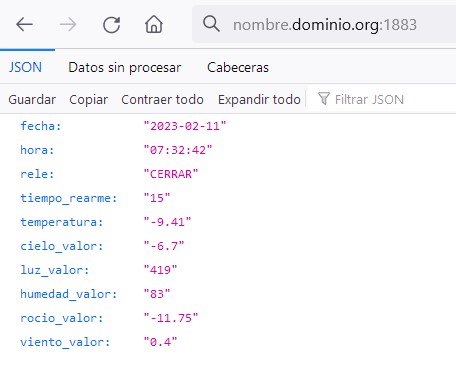 nombre.dominio.org:1883
JSON Datos sin procesar Cabeceras
Guardar Copiar Contraer todo Expandir todo Filtrar JSON
fecha: "2023-02-11"
hora: "07:32:42"
rele: "CERRAR"
tiempo_rearme: "15"
temperatura: "-9.41"
cielo_valor: "-6.7"
luz_valor: "419"
humedad_valor: "83"
rocio_valor: "-11.75"
viento_valor: "0.4"